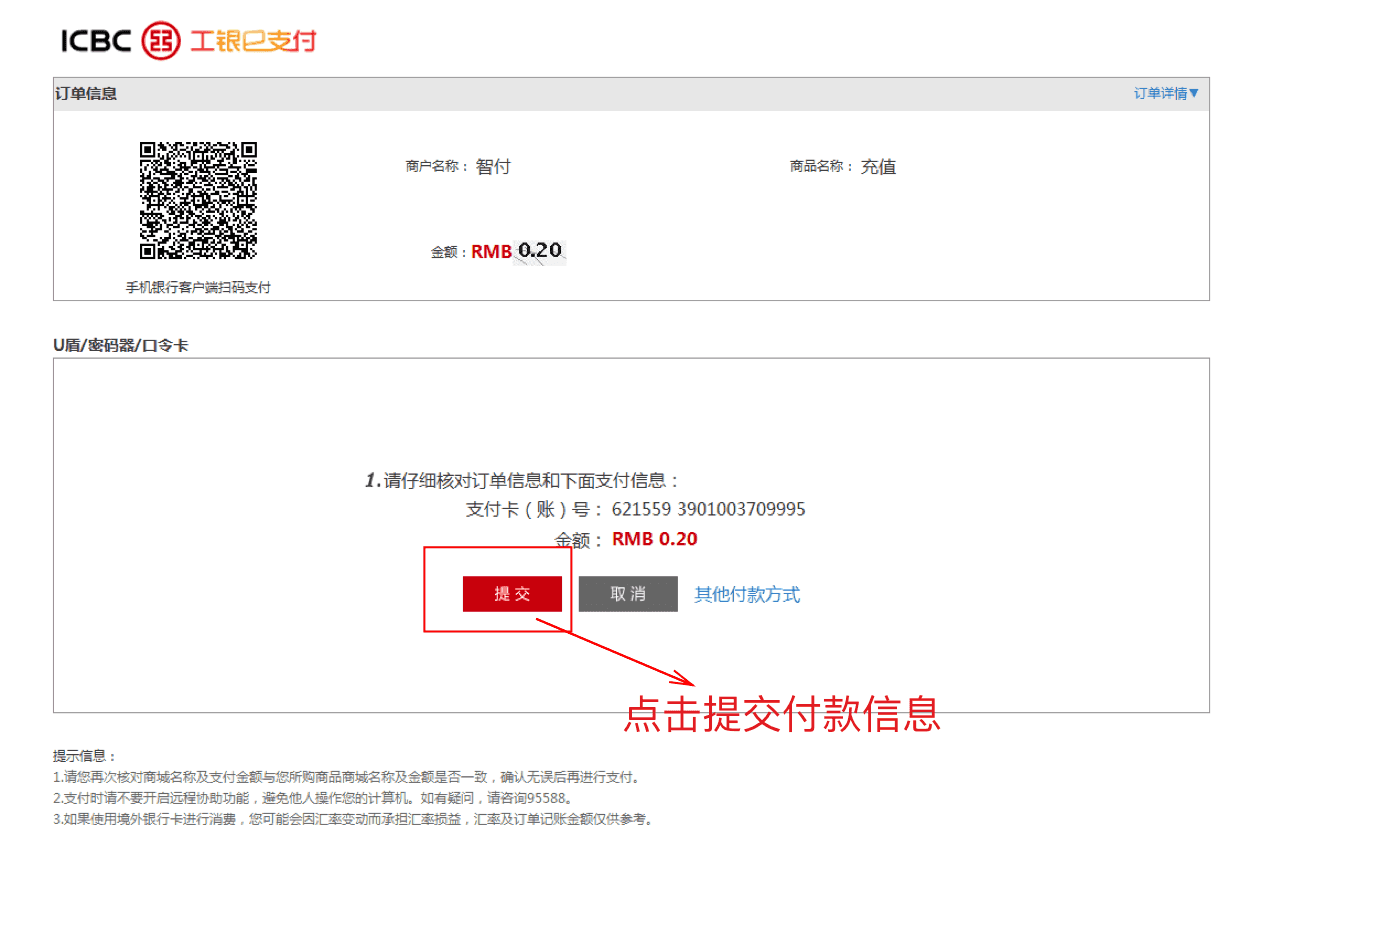 ICBC 工银e支付
订单信息 订单详情▼
商户名称： 智付 商品名称： 充值
金额：RMB 0.20
手机银行客户端扫码支付
U盾/密码器/口令卡
1.请仔细核对订单信息和下面支付信息：
支付卡（账）号： 621559 3901003709995
金额： RMB 0.20
提 交 取 消 其他付款方式
点击提交付款信息
提示信息：
1.请您再次核对商城名称及支付金额与您所购商品商城名称及金额是否一致，确认无误后再进行支付。
2.支付时请不要开启远程协助功能，避免他人操作您的计算机。如有疑问，请咨询95588。
3.如果使用境外银行卡进行消费，您可能会因汇率变动而承担汇率损益，汇率及订单记账金额仅供参考。